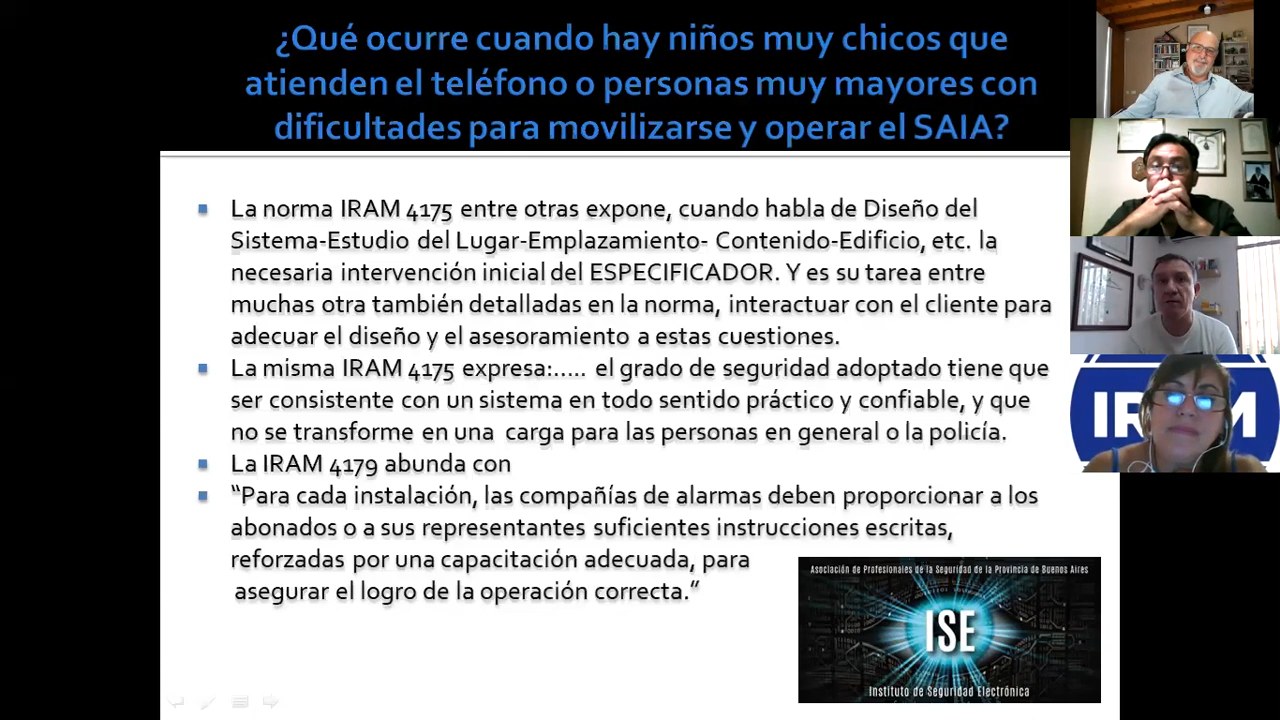 ¿Qué ocurre cuando hay niños muy chicos que
atienden el teléfono o personas muy mayores con
dificultades para movilizarse y operar el SAIA?
La norma IRAM 4175 entre otras expone, cuando habla de Diseño del
Sistema-Estudio del Lugar-Emplazamiento- Contenido-Edificio, etc. la
necesaria intervención inicial del ESPECIFICADOR. Y es su tarea entre
muchas otra también detalladas en la norma, interactuar con el cliente para
adecuar el diseño y el asesoramiento a estas cuestiones.
La misma IRAM 4175 expresa:..... el grado de seguridad adoptado tiene que
ser consistente con un sistema en todo sentido práctico y confiable, y que
no se transforme en una carga para las personas en general o la policía.
La IRAM 4179 abunda con
“Para cada instalación, las compañías de alarmas deben proporcionar a los
abonados o a sus representantes suficientes instrucciones escritas,
reforzadas por una capacitación adecuada, para
asegurar el logro de la operación correcta.”
Asociación de Profesionales de la Seguridad de la Provincia de Buenos Aires
ISE
Instituto de Seguridad Electrónica